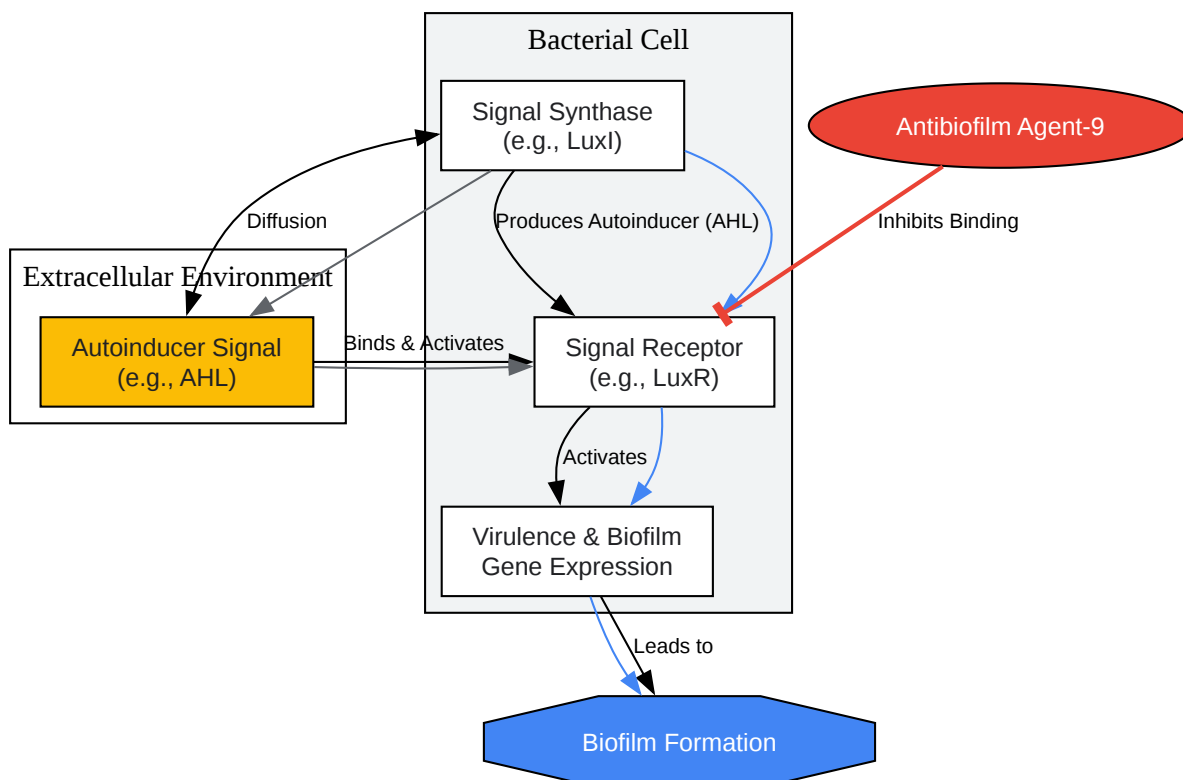 Bacterial Cell
Signal Synthase
(e.g., LuxI)
Antibiofilm Agent-9
Diffusion
Produces Autoinducer (AHL)
Inhibits Binding
Extracellular Environment
Autoinducer Signal
(e.g., AHL)
Binds & Activates
Signal Receptor
(e.g., LuxR)
Activates
Virulence & Biofilm
Gene Expression
Leads to
Biofilm Formation